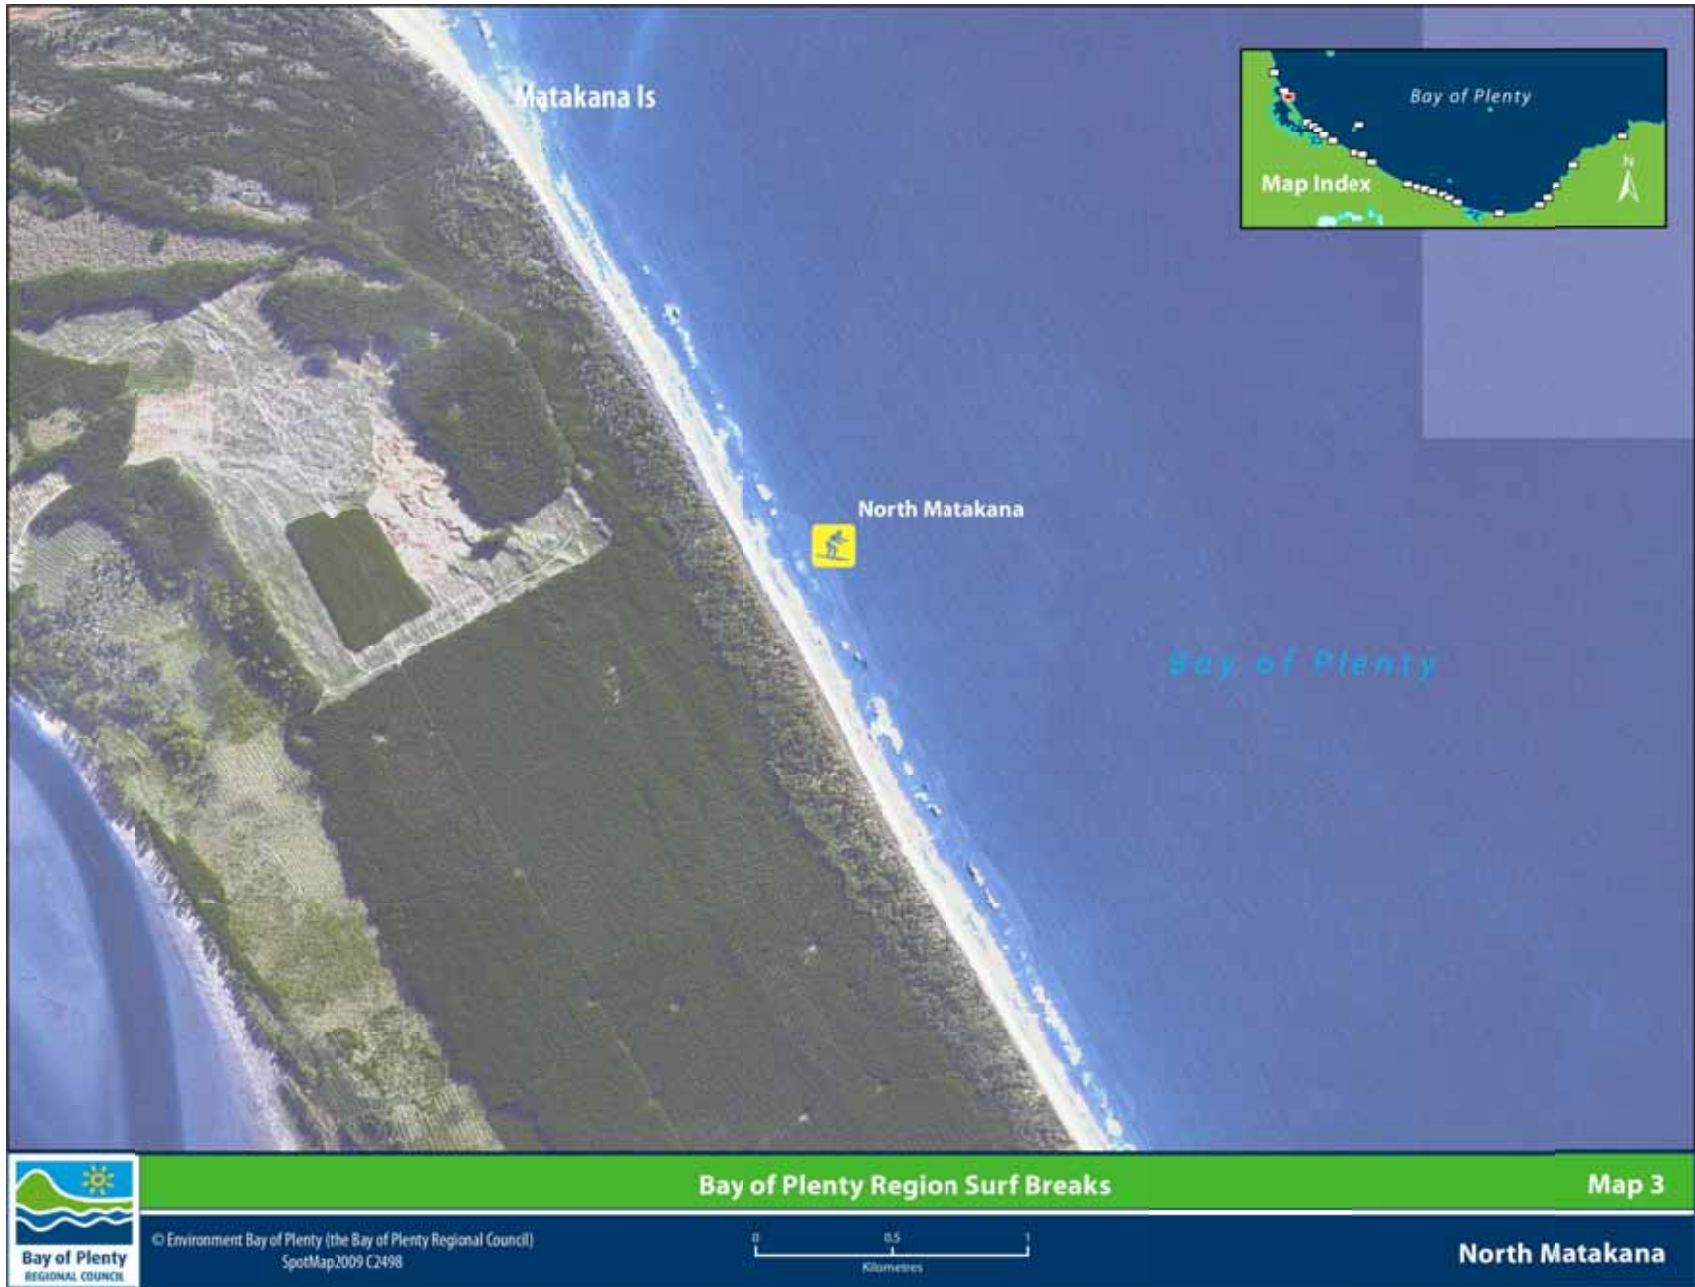 Matakana Is
Bay of Plenty
Map Index
N
North Matakana
Bay of Plenty
Bay of Plenty Region Surf Breaks
Map 3
Bay of Plenty
REGIONAL COUNCIL
© Environment Bay of Plenty (the Bay of Plenty Regional Council)
SpotMap2009 C2498
0 0.5 1
Kilometres
North Matakana